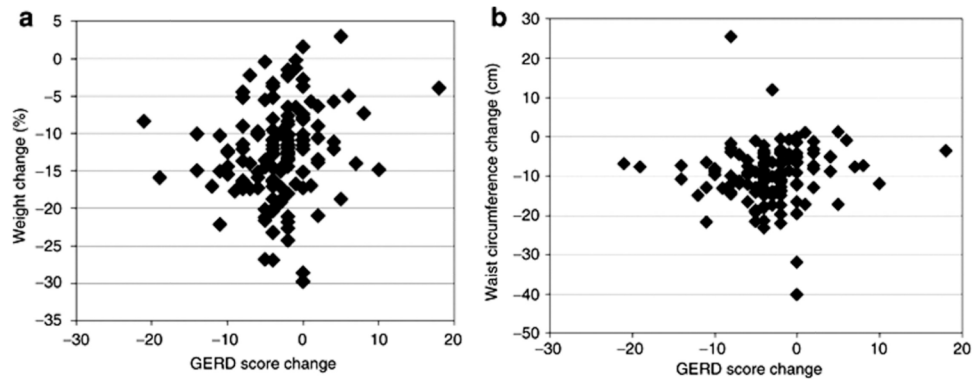 a
5
0
−5
−10
−15
−20
−25
−30
−35
Weight change (%)
−30 −20 −10 0 10 20
GERD score change
b
30
20
10
0
−10
−20
−30
−40
−50
Waist circumference change (cm)
−30 −20 −10 0 10 20
GERD score change